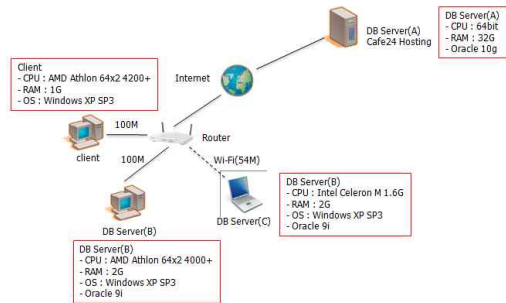 DB Server(A)
Cafe24 Hosting
DB Server(A)
- CPU : 64bit
- RAM : 32G
- Oracle 10g
Internet
Client
- CPU : AMD Athlon 64x2 4200+
- RAM : 1G
- OS : Windows XP SP3
100M
Router
client
100M
Wi-Fi(54M)
DB Server(B)
- CPU : Intel Celeron M 1.6G
- RAM : 2G
- OS : Windows XP SP3
- Oracle 9i
DB Server(C)
DB Server(B)
DB Server(B)
- CPU : AMD Athlon 64x2 4000+
- RAM : 2G
- OS : Windows XP SP3
- Oracle 9i